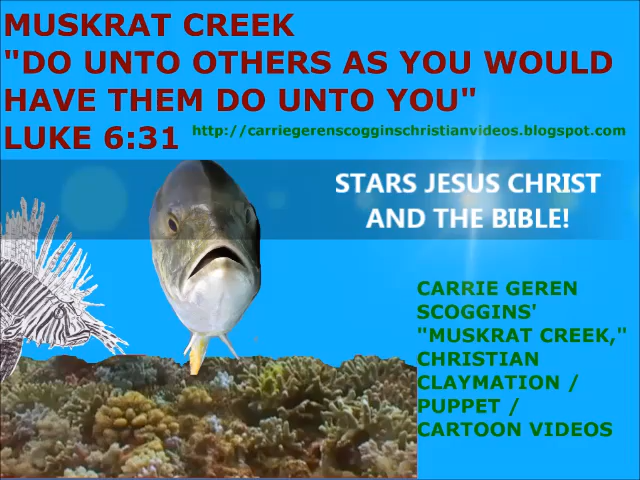 MUSKRAT CREEK
"DO UNTO OTHERS AS YOU WOULD
HAVE THEM DO UNTO YOU"
LUKE 6:31
http://carriegerenscogginschristianvideos.blogspot.com
STARS JESUS CHRIST
AND THE BIBLE!
CARRIE GEREN
SCOGGINS'
"MUSKRAT CREEK,"
CHRISTIAN
CLAYMATION /
PUPPET /
CARTOON VIDEOS